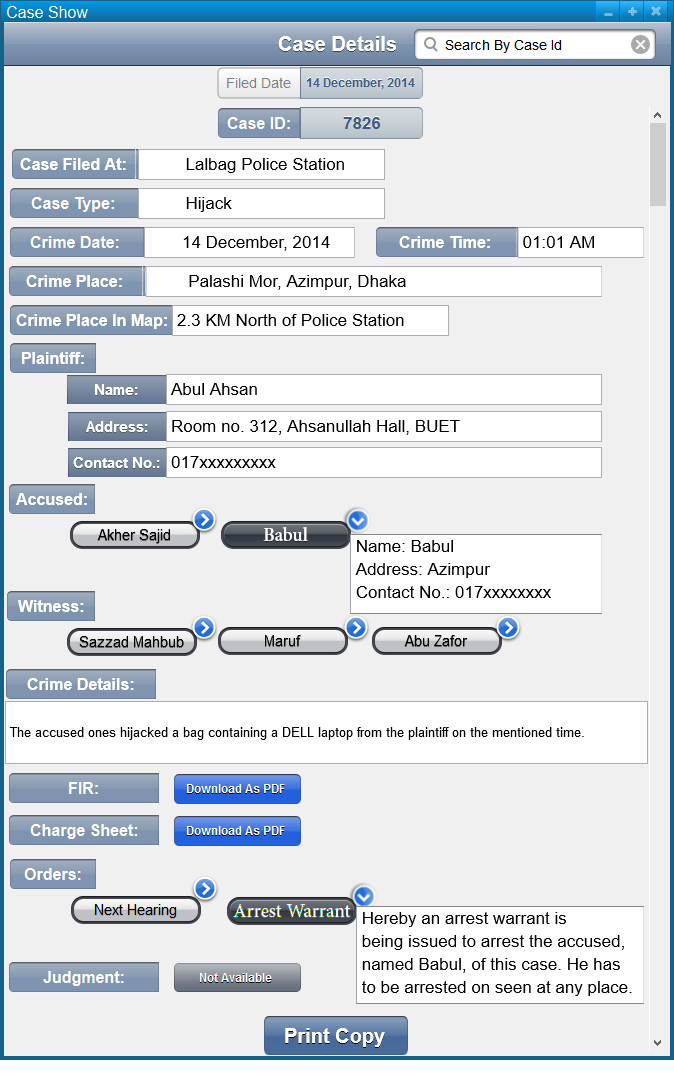 Case Show
Case Details
Search By Case Id
Filed Date 14 December, 2014
Case ID: 7826
Case Filed At: Lalbag Police Station
Case Type: Hijack
Crime Date: 14 December, 2014 Crime Time: 01:01 AM
Crime Place: Palashi Mor, Azimpur, Dhaka
Crime Place In Map: 2.3 KM North of Police Station
Plaintiff:
Name: Abul Ahsan
Address: Room no. 312, Ahsanullah Hall, BUET
Contact No.: 017xxxxxxxxx
Accused:
Akher Sajid Babul
Name: Babul
Address: Azimpur
Contact No.: 017xxxxxxxx
Witness:
Sazzad Mahbub Maruf Abu Zafor
Crime Details:
The accused ones hijacked a bag containing a DELL laptop from the plaintiff on the mentioned time.
FIR: Download As PDF
Charge Sheet: Download As PDF
Orders:
Next Hearing Arrest Warrant
Hereby an arrest warrant is
being issued to arrest the accused,
named Babul, of this case. He has
to be arrested on seen at any place.
Judgment: Not Available
Print Copy